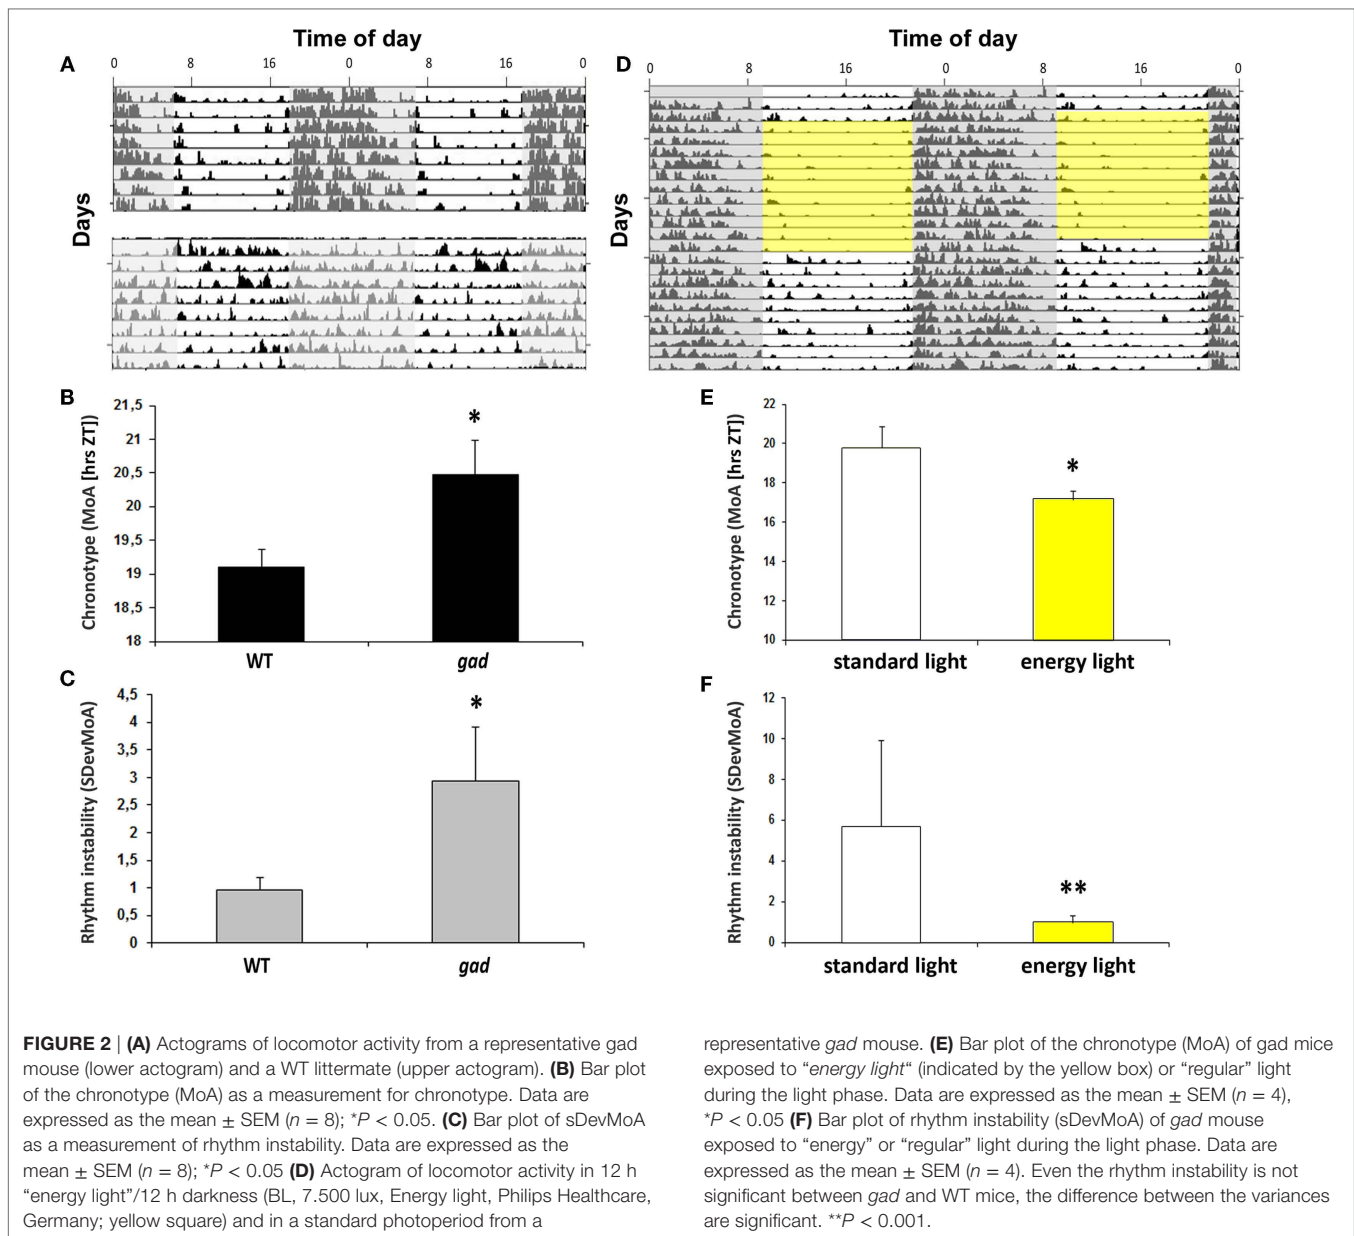 Time of day
A
0 8 16 0 8 16 0
Days
B
Chronotype (MoA [hrs ZT])
21,5
21
20,5
20
19,5
19
18,5
18
*
WT gad
C
Rhythm instability (SDevMoA)
4,5
4
3,5
3
2,5
2
1,5
1
0,5
0
*
WT gad
Time of day
D
0 8 16 0 8 16 0
Days
E
Chronotype (MoA [hrs ZT])
22
20
18
16
14
12
10
*
standard light energy light
F
Rhythm instability (SDevMoA)
12
10
8
6
4
2
0
**
standard light energy light
FIGURE 2 | (A) Actograms of locomotor activity from a representative gad
mouse (lower actogram) and a WT littermate (upper actogram). (B) Bar plot
of the chronotype (MoA) as a measurement for chronotype. Data are
expressed as the mean ± SEM (n = 8); *P < 0.05. (C) Bar plot of sDevMoA
as a measurement of rhythm instability. Data are expressed as the
mean ± SEM (n = 8); *P < 0.05 (D) Actogram of locomotor activity in 12 h
“energy light”/12 h darkness (BL, 7.500 lux, Energy light, Philips Healthcare,
Germany; yellow square) and in a standard photoperiod from a
representative gad mouse. (E) Bar plot of the chronotype (MoA) of gad mice
exposed to “energy light“ (indicated by the yellow box) or “regular” light
during the light phase. Data are expressed as the mean ± SEM (n = 4),
*P < 0.05 (F) Bar plot of rhythm instability (sDevMoA) of gad mouse
exposed to “energy” or “regular” light during the light phase. Data are
expressed as the mean ± SEM (n = 4). Even the rhythm instability is not
significant between gad and WT mice, the difference between the variances
are significant. **P < 0.001.